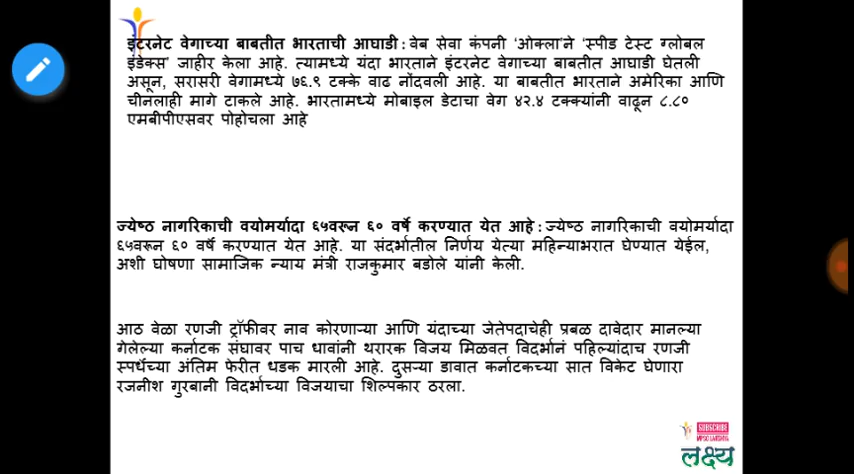 इंटरनेट वेगाच्या बाबतीत भारताची आघाडी : वेब सेवा कंपनी 'ओक्ला'ने 'स्पीड टेस्ट ग्लोबल
इंडेक्स' जाहीर केला आहे. त्यामध्ये यंदा भारताने इंटरनेट वेगाच्या बाबतीत आघाडी घेतली
असून, सरासरी वेगामध्ये ७६.९ टक्के वाढ नोंदवली आहे. या बाबतीत भारताने अमेरिका आणि
चीनलाही मागे टाकले आहे. भारतामध्ये मोबाइल डेटाचा वेग ४२.४ टक्क्यांनी वाढून ८.८०
एमबीपीएसवर पोहोचला आहे
ज्येष्ठ नागरिकाची वयोमर्यादा ६५वरून ६० वर्षे करण्यात येत आहे : ज्येष्ठ नागरिकाची वयोमर्यादा
६५वरून ६० वर्षे करण्यात येत आहे. या संदर्भातील निर्णय येत्या महिन्याभरात घेण्यात येईल,
अशी घोषणा सामाजिक न्याय मंत्री राजकुमार बडोले यांनी केली.
आठ वेळा रणजी ट्रॉफीवर नाव कोरणाऱ्या आणि यंदाच्या जेतेपदाचेही प्रबळ दावेदार मानल्या
गेलेल्या कर्नाटक संघावर पाच धावांनी थरारक विजय मिळवत विदर्भानं पहिल्यांदाच रणजी
स्पर्धेच्या अंतिम फेरीत धडक मारली आहे. दुसऱ्या डावात कर्नाटकच्या सात विकेट घेणारा
रजनीश गुरबानी विदर्भाच्या विजयाचा शिल्पकार ठरला.
SUBSCRIBE
लक्ष्य